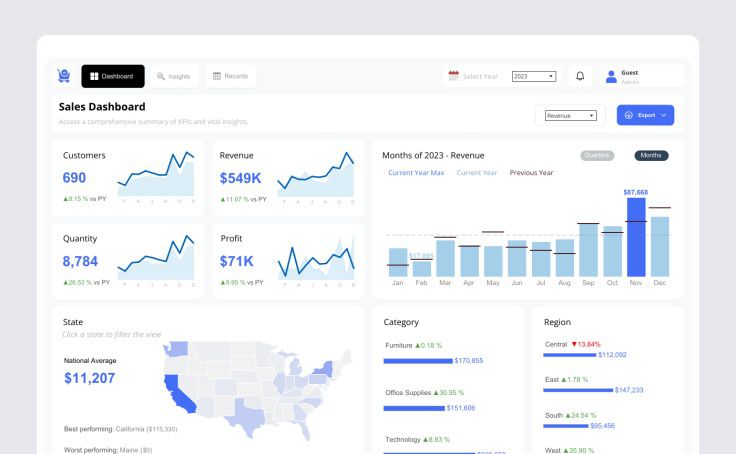 Dashboard
Insights
Records
Select Year
2023
Guest
Admin
Sales Dashboard
Access a comprehensive summary of KPIs and vital insights.
Revenue
Export
Customers
690
▲8.15 % vs PY
F A J A O D
Revenue
$549K
▲11.07 % vs PY
F A J A O D
Quantity
8,784
▲26.53 % vs PY
F A J A O D
Profit
$71K
▲9.95 % vs PY
F A J A O D
Months of 2023 - Revenue
Quarters
Months
Current Year Max
Current Year
Previous Year
$87,668
Jan Feb Mar Apr May Jun Jul Aug Sep Oct Nov Dec
State
Click a state to filter the view
National Average
$11,207
Best performing: California ($115,330)
Worst performing: Maine ($0)
Category
Furniture ▲0.18 %
$170,855
Office Supplies ▲30.95 %
$151,606
Technology ▲8.93 %
Region
Central ▼13.84%
$112,092
East ▲1.78 %
$147,233
South ▲24.54 %
$95,456
West ▲35.90 %